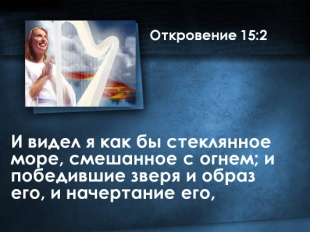 Откровение 15:2
И видел я как бы стеклянное
море, смешанное с огнем; и
победившие зверя и образ
его, и начертание его,